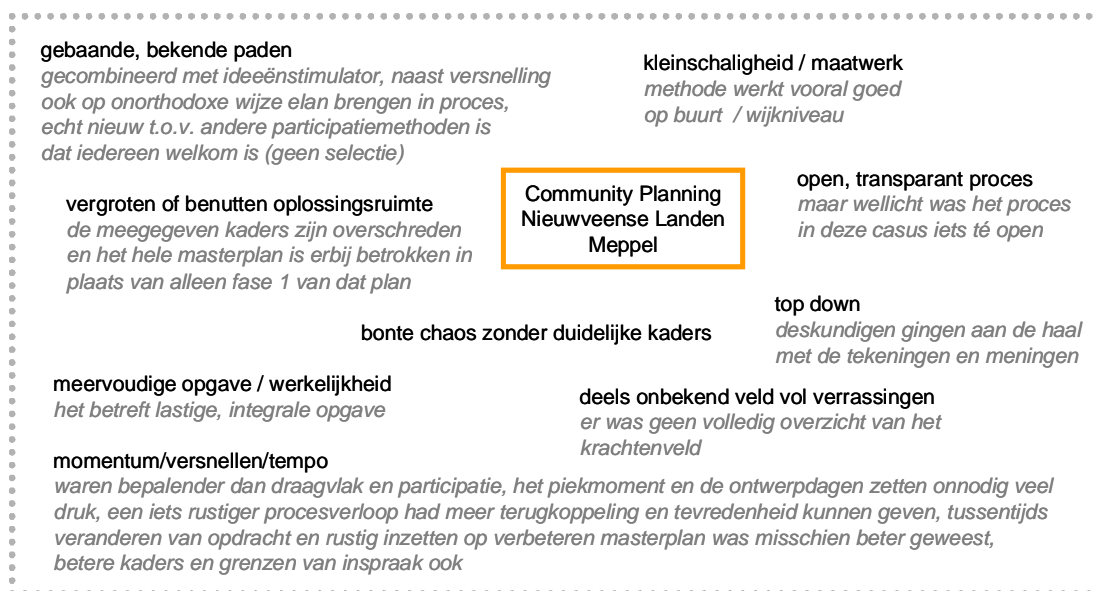 gebaande, bekende paden
gecombineerd met ideeënstimulator, naast versnelling
ook op onorthodoxe wijze elan brengen in proces,
echt nieuw t.o.v. andere participatiemethoden is
dat iedereen welkom is (geen selectie)
kleinschaligheid / maatwerk
methode werkt vooral goed
op buurt / wijkniveau
vergroten of benutten oplossingsruimte
de meegegeven kaders zijn overschreden
en het hele masterplan is erbij betrokken in
plaats van alleen fase 1 van dat plan
Community Planning
Nieuwveense Landen
Meppel
open, transparant proces
maar wellicht was het proces
in deze casus iets té open
bonte chaos zonder duidelijke kaders
top down
deskundigen gingen aan de haal
met de tekeningen en meningen
meervoudige opgave / werkelijkheid
het betreft lastige, integrale opgave
deels onbekend veld vol verrassingen
er was geen volledig overzicht van het
krachtenveld
momentum/versnellen/tempo
waren bepalender dan draagvlak en participatie, het piekmoment en de ontwerpdagen zetten onnodig veel
druk, een iets rustiger procesverloop had meer terugkoppeling en tevredenheid kunnen geven, tussentijds
veranderen van opdracht en rustig inzetten op verbeteren masterplan was misschien beter geweest,
betere kaders en grenzen van inspraak ook